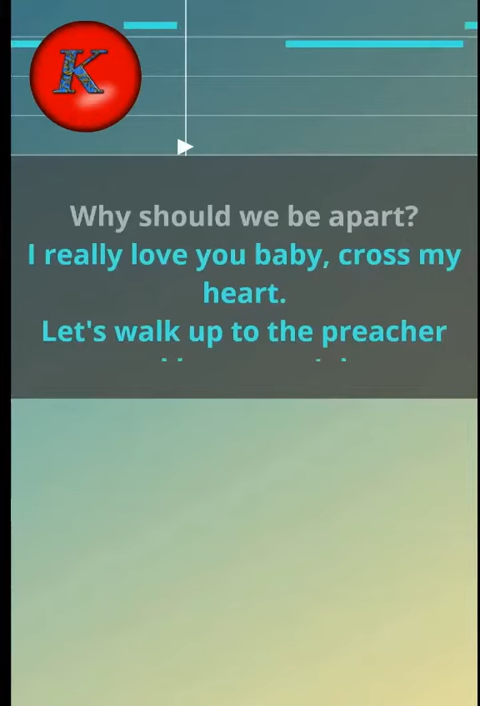 K
Why should we be apart?
I really love you baby, cross my
heart.
Let's walk up to the preacher